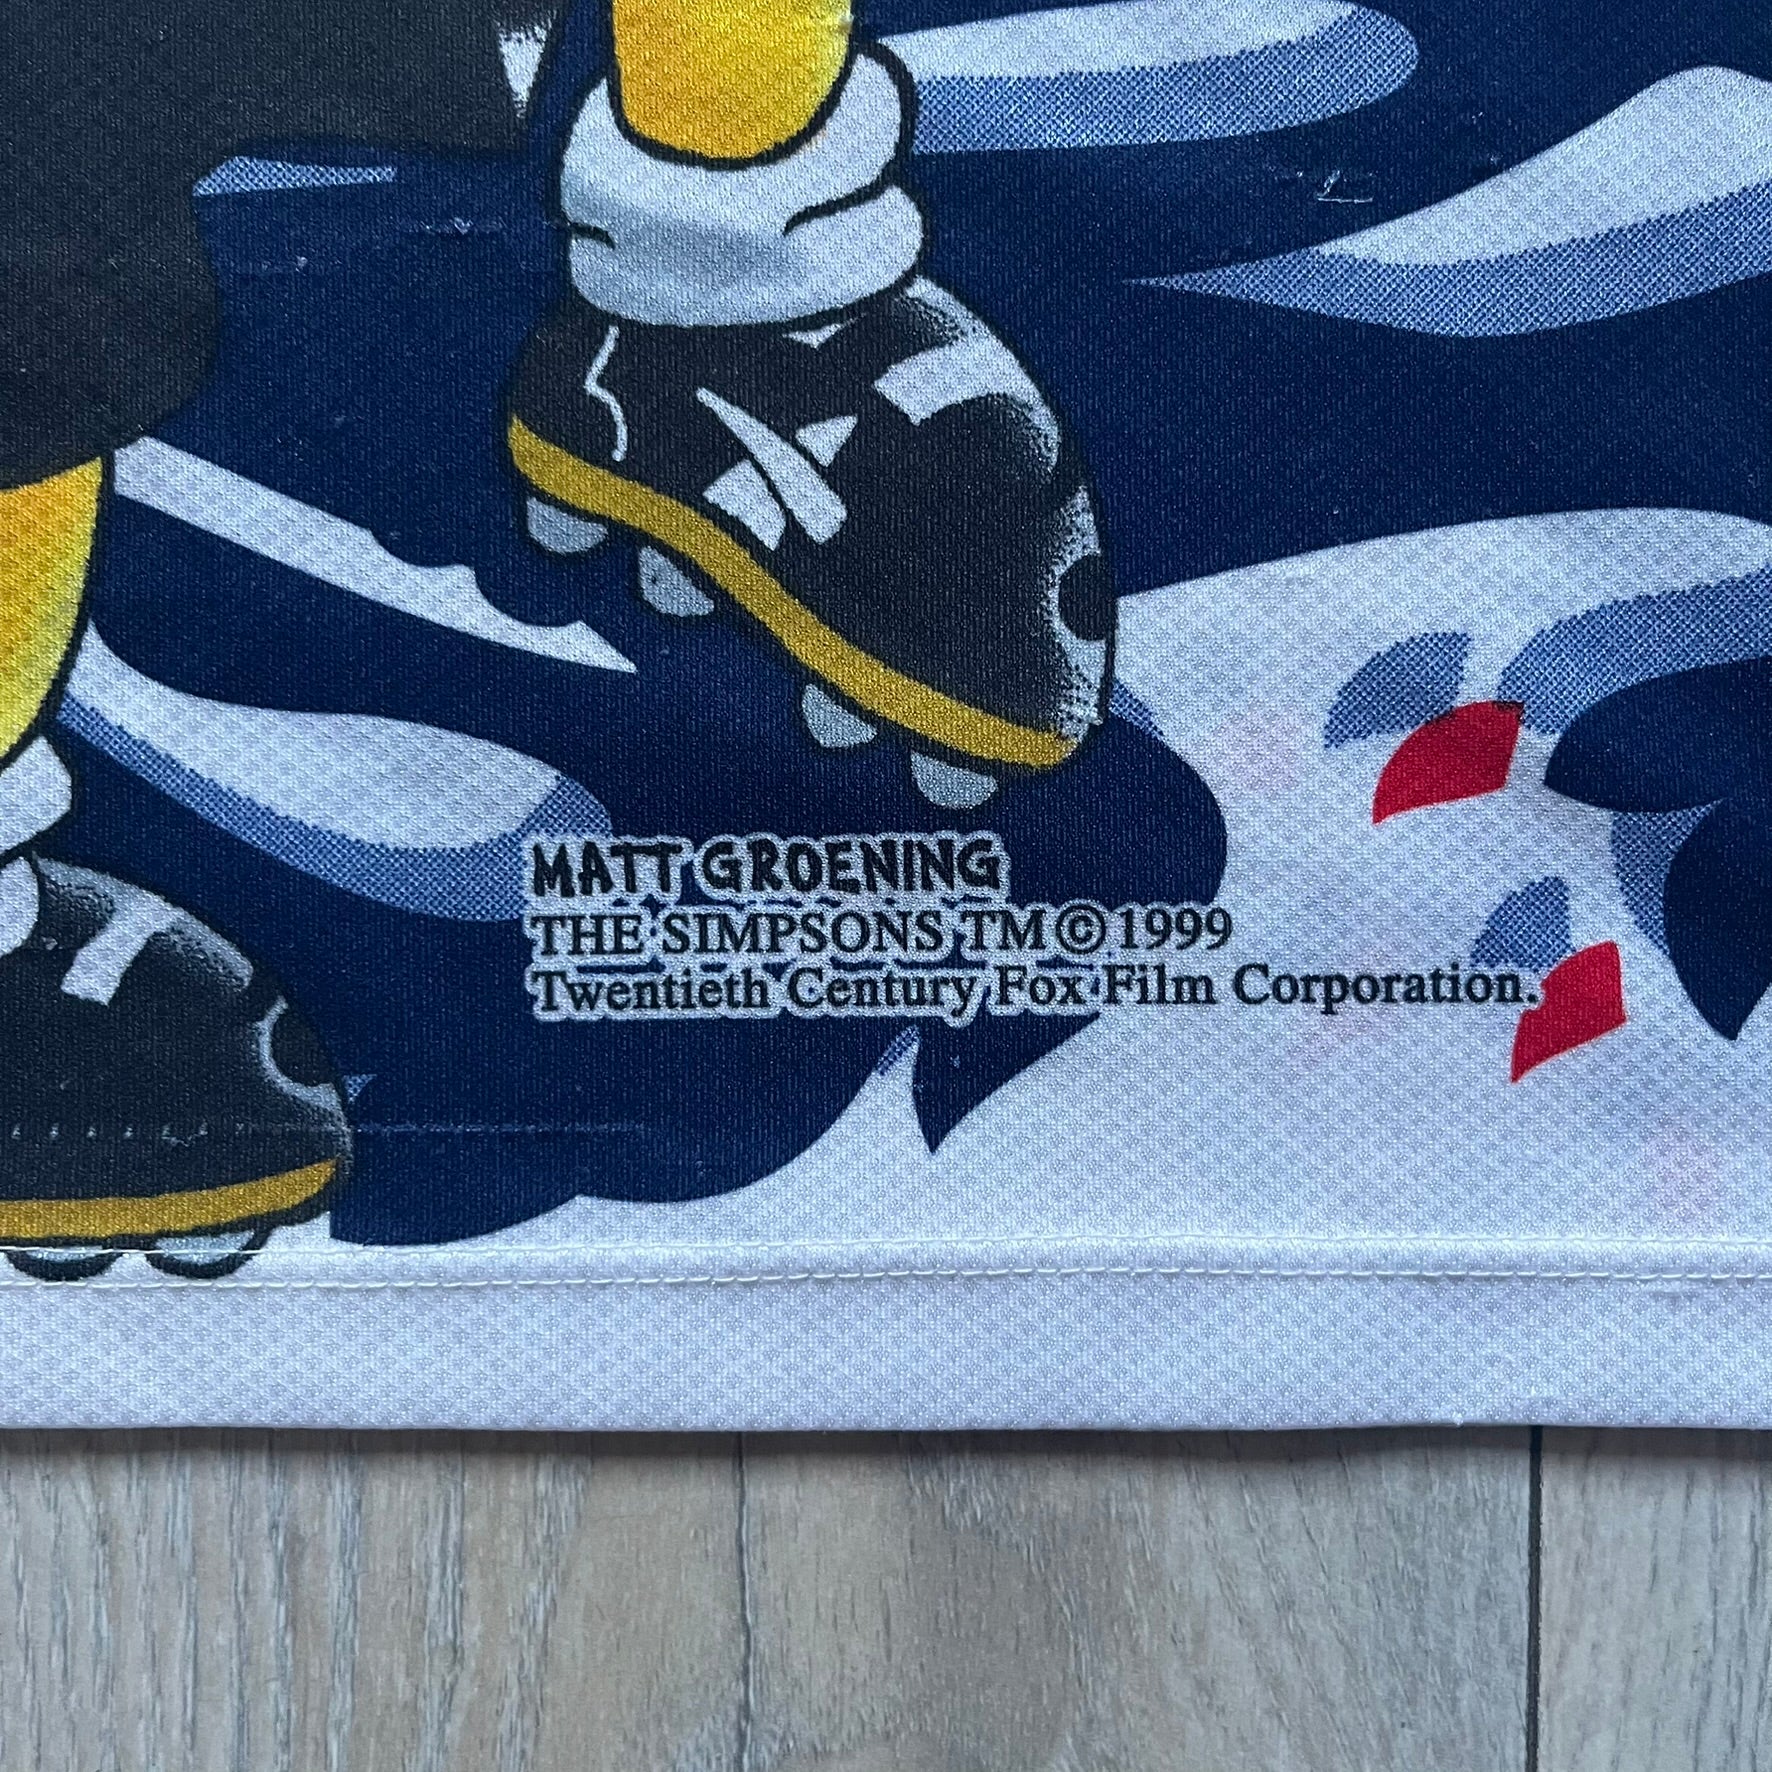 MATT GROENING
THE SIMPSONS TM © 1999
Twentieth Century Fox Film Corporation.